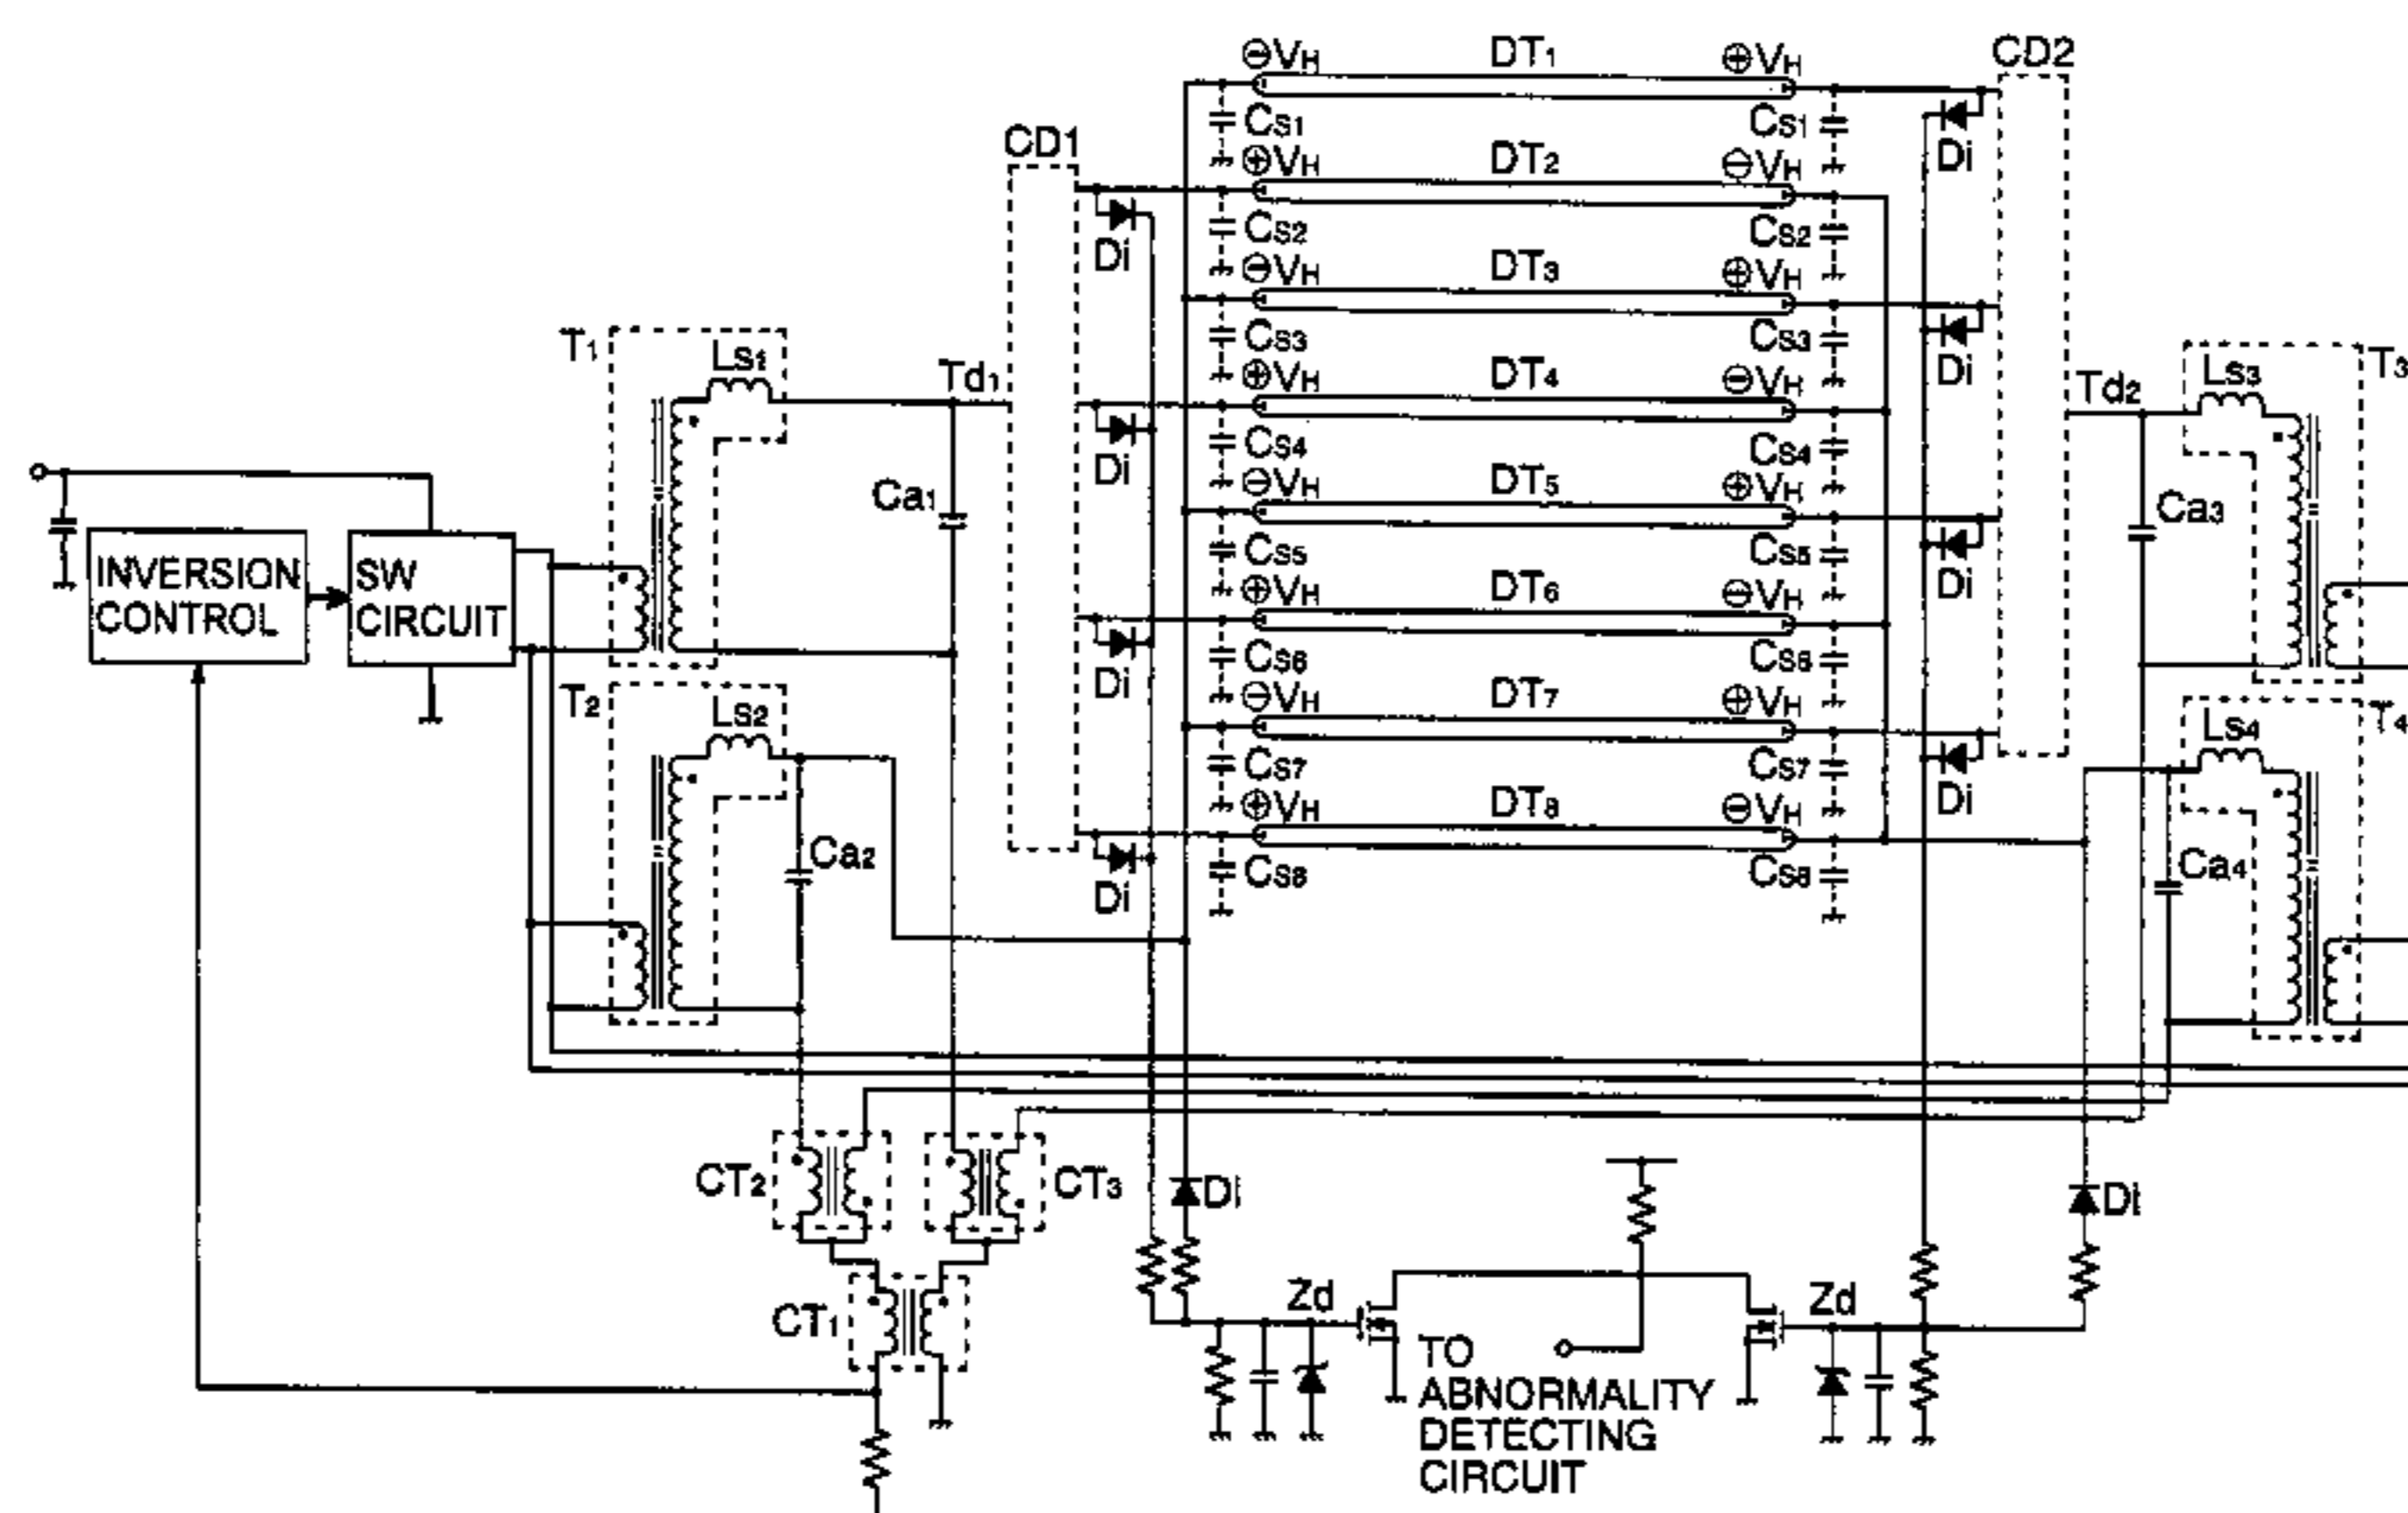 ⊖VH DT1 ⊕VH CD2
CS1 CS1 Di
CD1 ⊕VH DT2 ⊖VH
Di CS2 CS2
⊖VH DT3 ⊕VH
T1 LS1 CS3 CS3 Di LS3 T3
Td1 ⊕VH DT4 ⊖VH Td2
Di CS4 CS4
Ca1 ⊖VH DT5 ⊕VH Ca3
INVERSION
CONTROL
SW
CIRCUIT
CS5 CS5 Di
⊕VH DT6 ⊖VH
Di CS6 CS6
T2 LS2 ⊖VH DT7 ⊕VH LS4 T4
CS7 CS7 Di
⊕VH DT8 ⊖VH
Ca2 Di CS8 CS8 Ca4
CT2 CT3 Di Di
CT1 Zd Zd
TO
ABNORMALITY
DETECTING
CIRCUIT